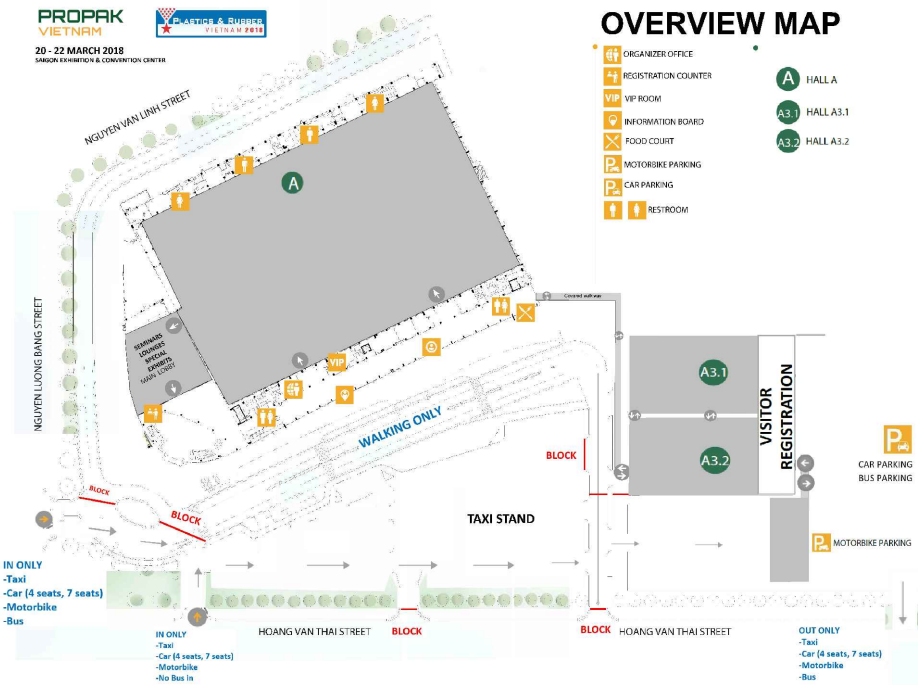 PROPAK
VIETNAM
PLASTICS & RUBBER
VIETNAM 2018
20 - 22 MARCH 2018
SAIGON EXHIBITION & CONVENTION CENTER
OVERVIEW MAP
ORGANIZER OFFICE
REGISTRATION COUNTER
VIP
VIP ROOM
INFORMATION BOARD
FOOD COURT
P
MOTORBIKE PARKING
P
CAR PARKING
RESTROOM
A
HALL A
A3.1
HALL A3.1
A3.2
HALL A3.2
NGUYEN VAN LINH STREET
NGUYEN LUONG BANG STREET
A
Covered walkway
SEMINARS
LOUNGES
SPECIAL
EXHIBITS
MAIN LOBBY
VIP
WALKING ONLY
A3.1
A3.2
VISITOR
REGISTRATION
P
CAR PARKING
BUS PARKING
P
MOTORBIKE PARKING
BLOCK
BLOCK
BLOCK
TAXI STAND
IN ONLY
-Taxi
-Car (4 seats, 7 seats)
-Motorbike
-Bus
IN ONLY
-Taxi
-Car (4 seats, 7 seats)
-Motorbike
-No Bus In
HOANG VAN THAI STREET
BLOCK
BLOCK
HOANG VAN THAI STREET
OUT ONLY
-Taxi
-Car (4 seats, 7 seats)
-Motorbike
-Bus